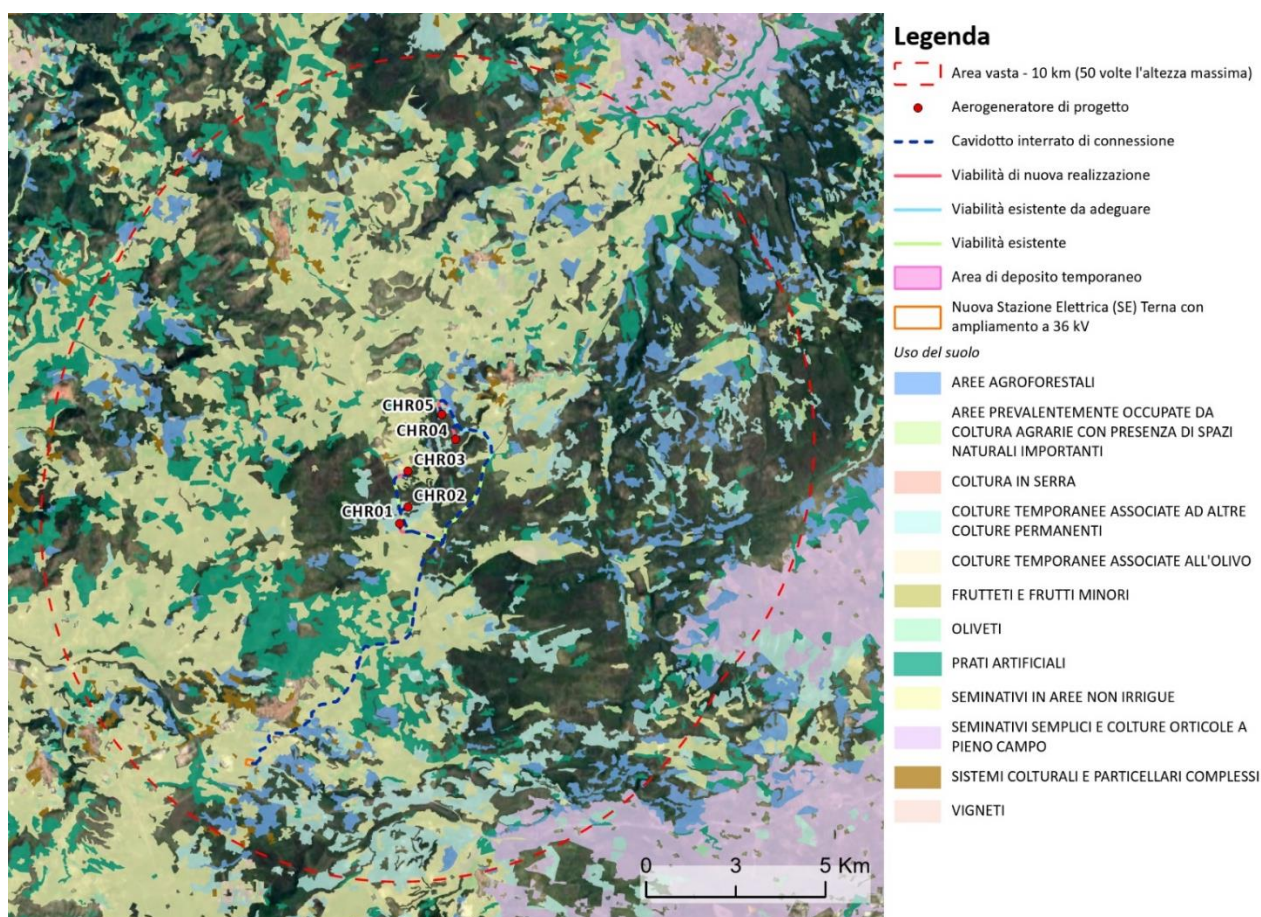 CHR05
CHR04
CHR03
CHR02
CHR01
0 3 5 Km
Legenda
Area vasta - 10 km (50 volte l'altezza massima)
Aerogeneratore di progetto
Cavidotto interrato di connessione
Viabilità di nuova realizzazione
Viabilità esistente da adeguare
Viabilità esistente
Area di deposito temporaneo
Nuova Stazione Elettrica (SE) Terna con
ampliamento a 36 kV
Uso del suolo
AREE AGROFORESTALI
AREE PREVALENTEMENTE OCCUPATE DA
COLTURA AGRARIE CON PRESENZA DI SPAZI
NATURALI IMPORTANTI
COLTURA IN SERRA
COLTURE TEMPORANEE ASSOCIATE AD ALTRE
COLTURE PERMANENTI
COLTURE TEMPORANEE ASSOCIATE ALL'OLIVO
FRUTTETI E FRUTTI MINORI
OLIVETI
PRATI ARTIFICIALI
SEMINATIVI IN AREE NON IRRIGUE
SEMINATIVI SEMPLICI E COLTURE ORTICOLE A
PIENO CAMPO
SISTEMI COLTURALI E PARTICELLARI COMPLESSI
VIGNETI